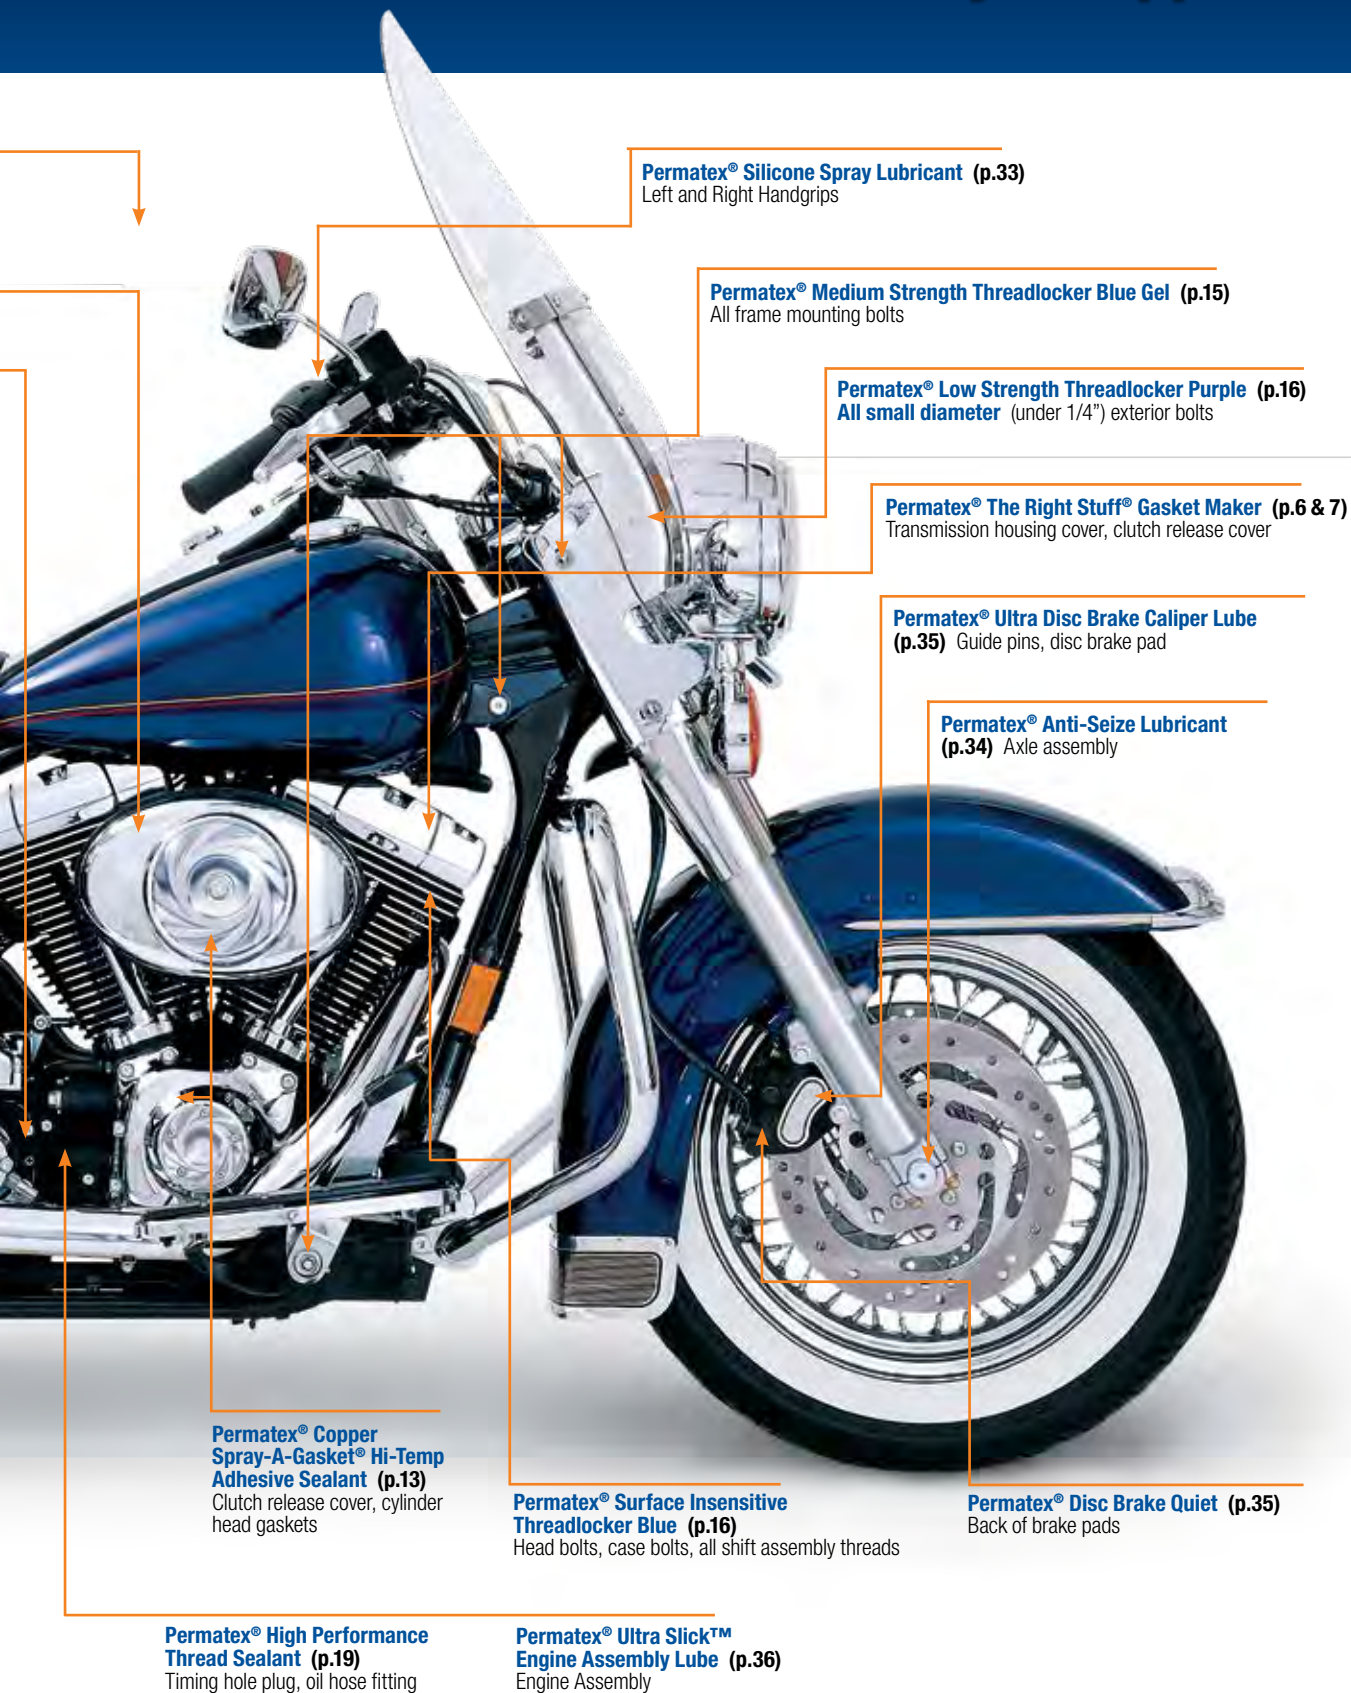 Permatex® Silicone Spray Lubricant (p.33)
Left and Right Handgrips
Permatex® Medium Strength Threadlocker Blue Gel (p.15)
All frame mounting bolts
Permatex® Low Strength Threadlocker Purple (p.16)
All small diameter (under 1/4”) exterior bolts
Permatex® The Right Stuff® Gasket Maker (p.6 & 7)
Transmission housing cover, clutch release cover
Permatex® Ultra Disc Brake Caliper Lube
(p.35) Guide pins, disc brake pad
Permatex® Anti-Seize Lubricant
(p.34) Axle assembly
Permatex® Copper
Spray-A-Gasket® Hi-Temp
Adhesive Sealant (p.13)
Clutch release cover, cylinder
head gaskets
Permatex® Surface Insensitive
Threadlocker Blue (p.16)
Head bolts, case bolts, all shift assembly threads
Permatex® Disc Brake Quiet (p.35)
Back of brake pads
Permatex® High Performance
Thread Sealant (p.19)
Timing hole plug, oil hose fitting
Permatex® Ultra Slick™
Engine Assembly Lube (p.36)
Engine Assembly